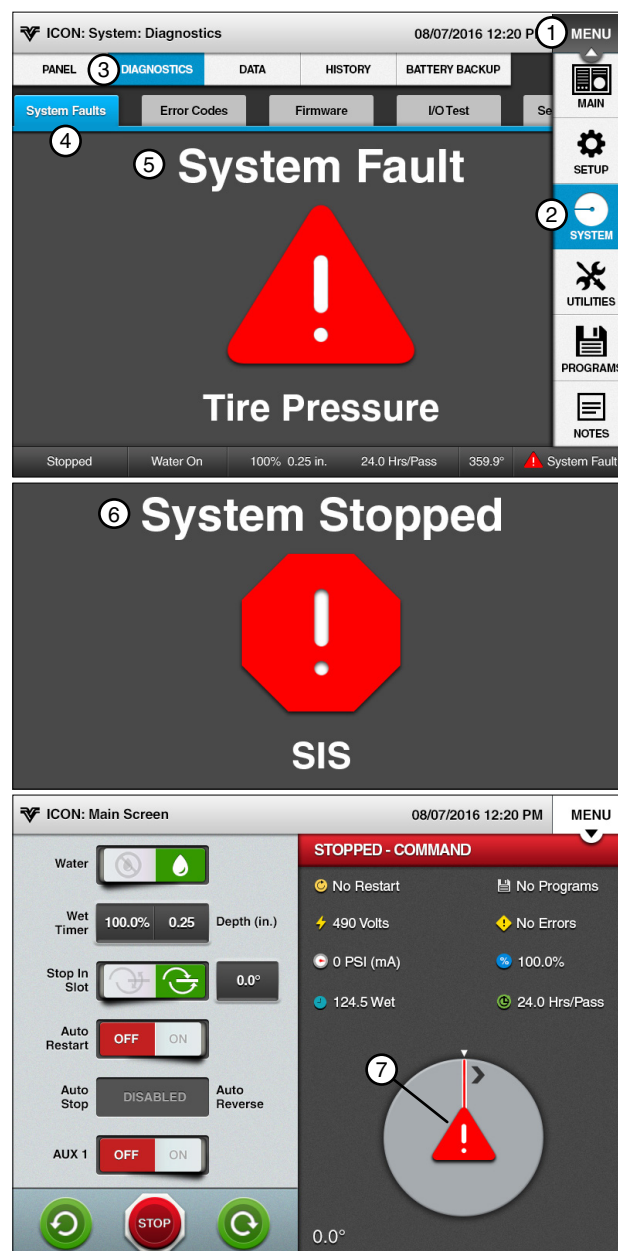 ICON: System: Diagnostics 08/07/2016 12:20 P 1 MENU
PANEL 3 DIAGNOSTICS DATA HISTORY BATTERY BACKUP
MAIN
System Faults Error Codes Firmware I/O Test Se
4
5 System Fault
SETUP
2
SYSTEM
UTILITIES
PROGRAMS
Tire Pressure
NOTES
Stopped Water On 100% 0.25 in. 24.0 Hrs/Pass 359.9° System Fault
6 System Stopped
SIS
ICON: Main Screen 08/07/2016 12:20 PM MENU
Water
Wet Timer 100.0% 0.25 Depth (in.)
Stop In Slot 0.0°
Auto Restart OFF ON
Auto Stop DISABLED Auto Reverse
AUX 1 OFF ON
STOP
STOPPED - COMMAND
No Restart No Programs
490 Volts No Errors
0 PSI (mA) 100.0%
124.5 Wet 24.0 Hrs/Pass
7
0.0°